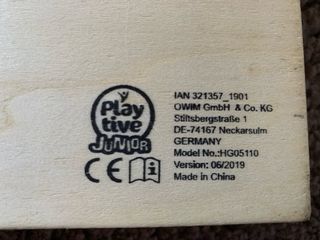 Play
tive
JUNIOR
CE
IAN 321357_1901
OWIM GmbH & Co. KG
Stiftsbergstraße 1
DE-74167 Neckarsulm
GERMANY
Model No.:HG05110
Version: 06/2019
Made in China